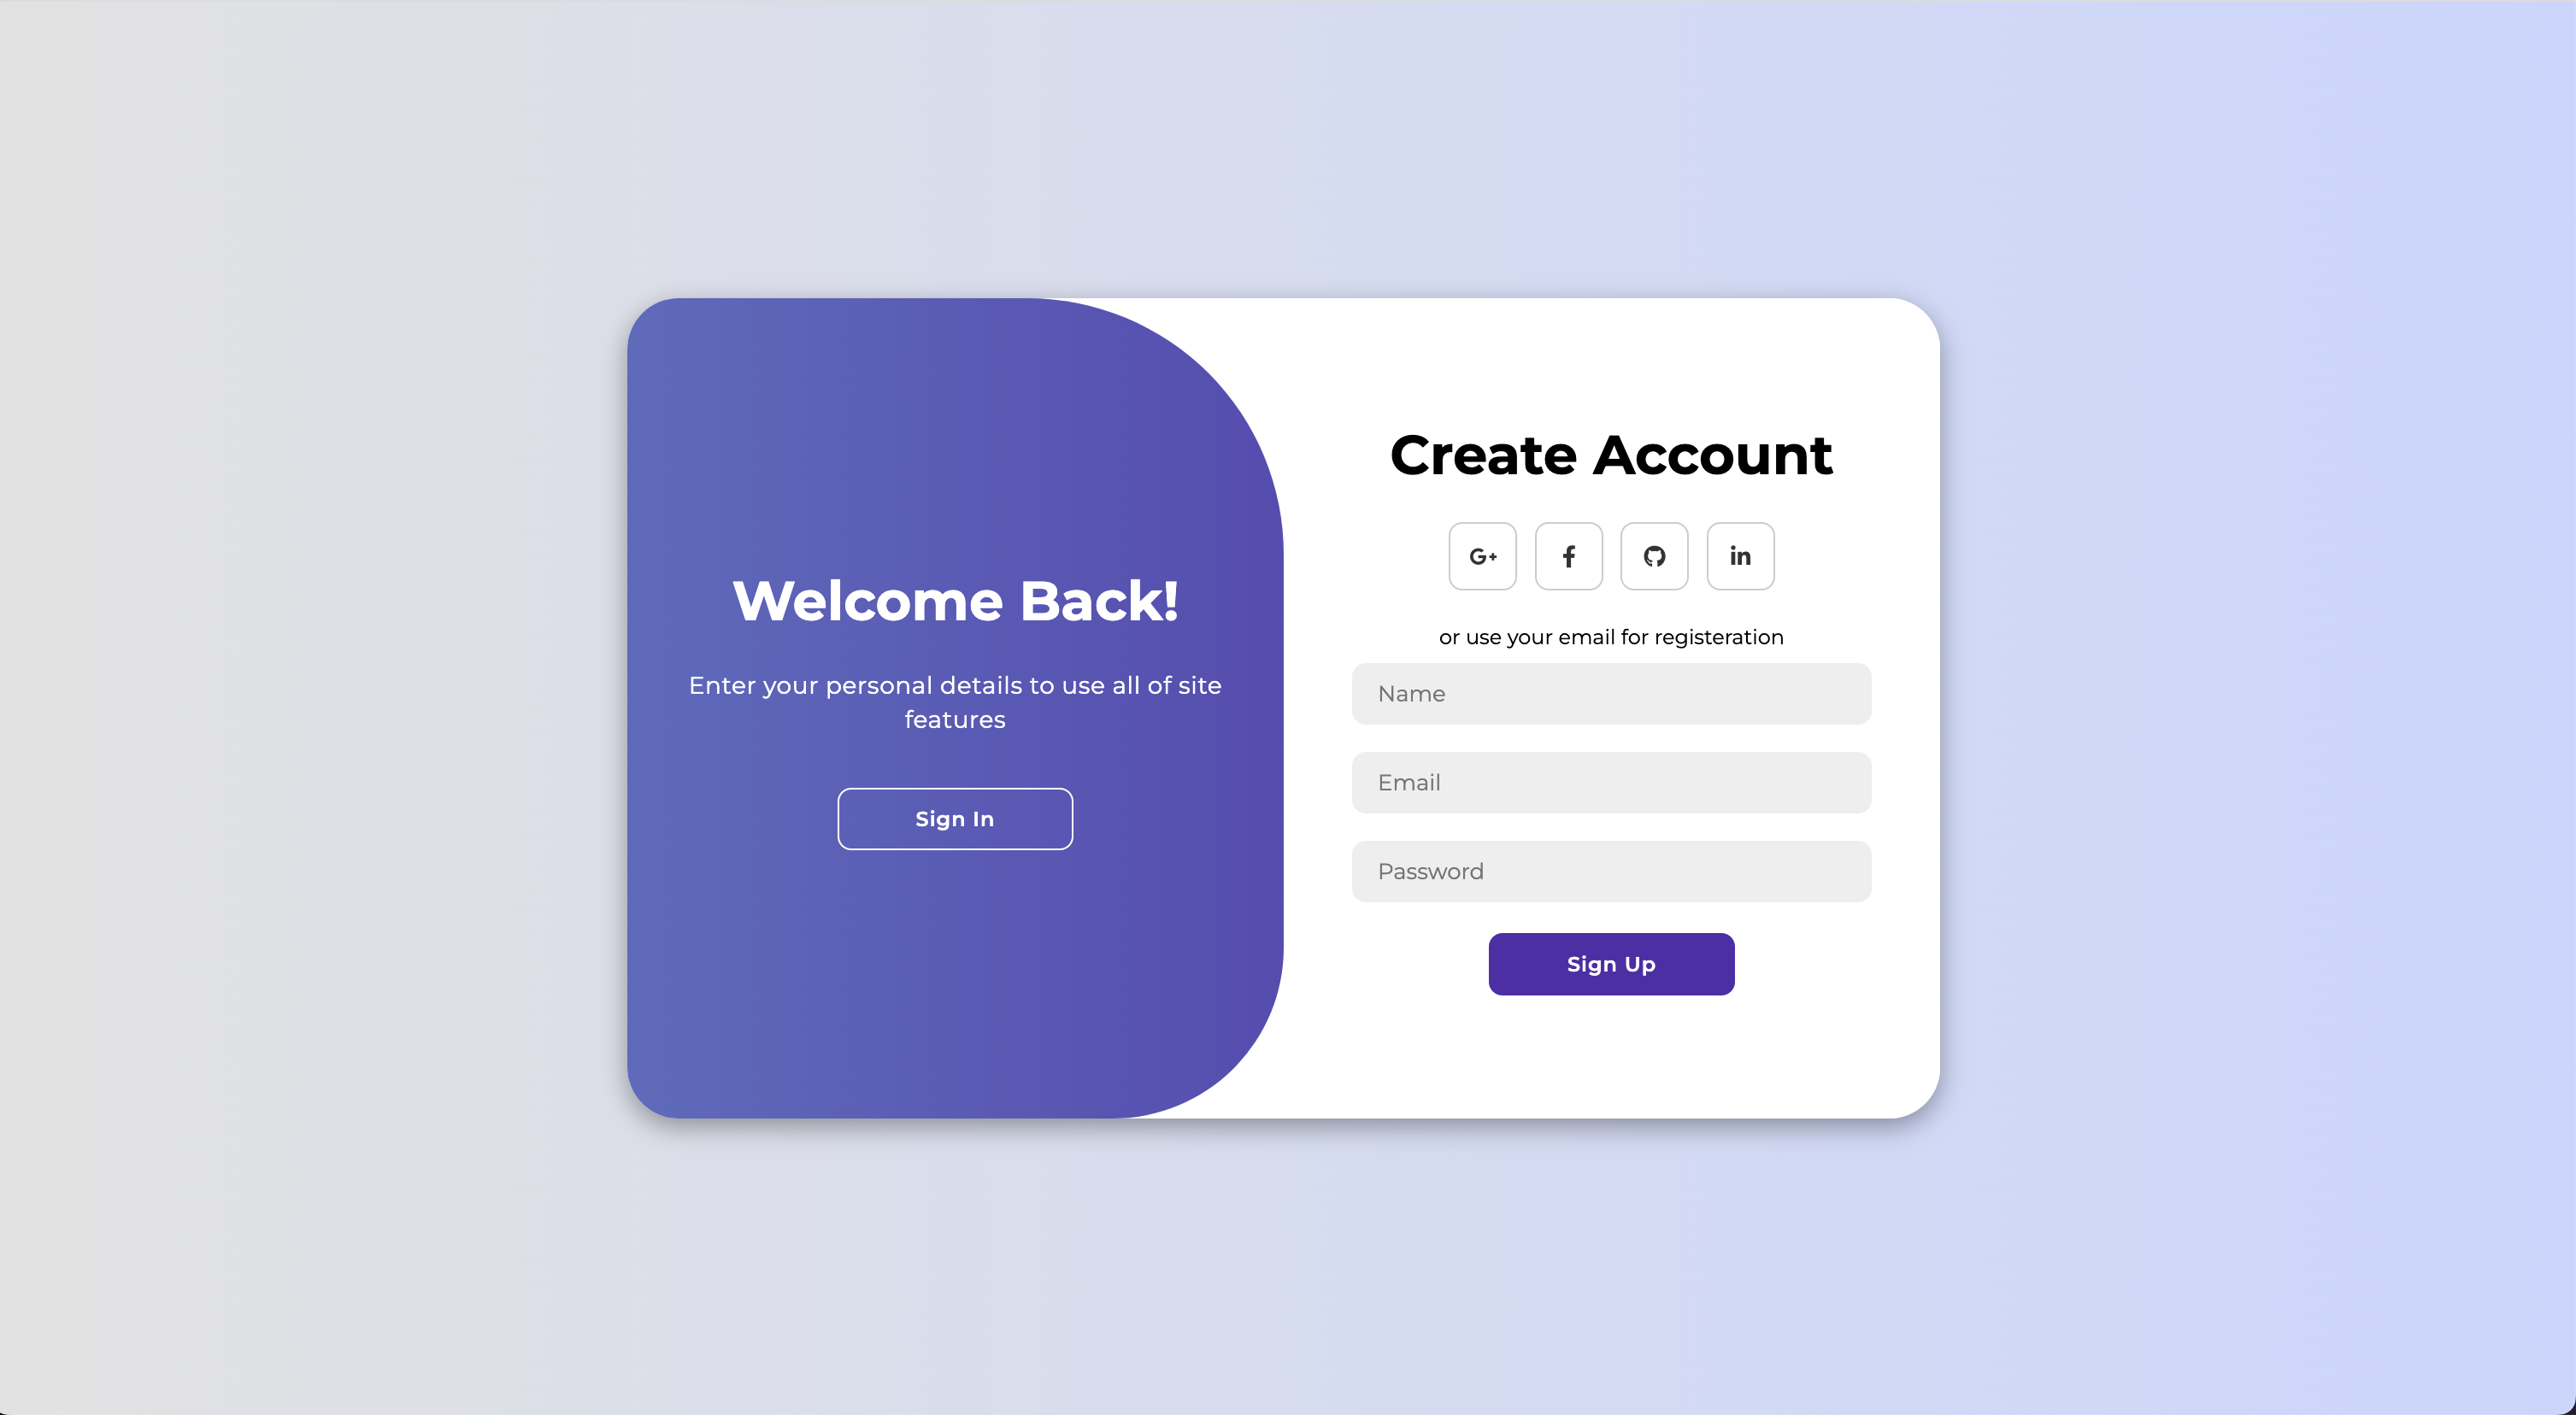 Welcome Back!
Enter your personal details to use all of site
features
Sign In
Create Account
G+
f
in
or use your email for registeration
Name
Email
Password
Sign Up